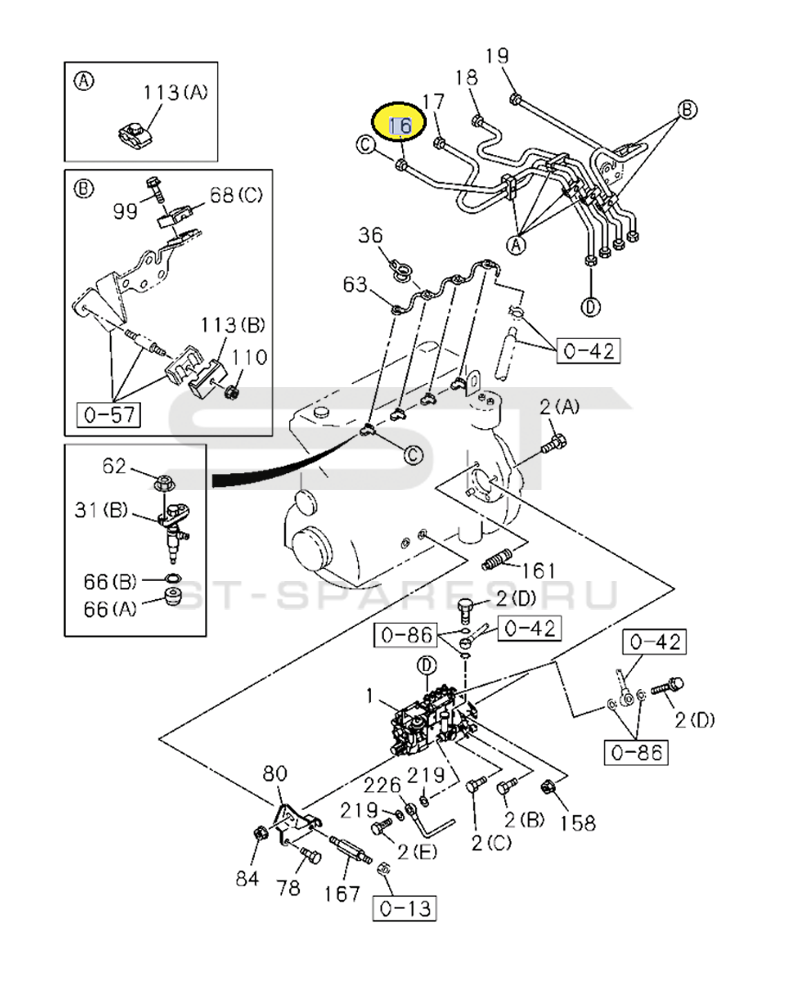 A
113(A)
B
99
68(C)
113(B)
110
0-57
62
31(B)
66(B)
66(A)
19
18
17
16
C
B
A
D
36
63
0-42
2(A)
C
161
ST
ST-SPARES.RU
2(D)
0-86
0-42
D
1
0-42
2(D)
0-86
80
226
219
219
2(E)
2(C)
2(B)
158
84
78
167
0-13